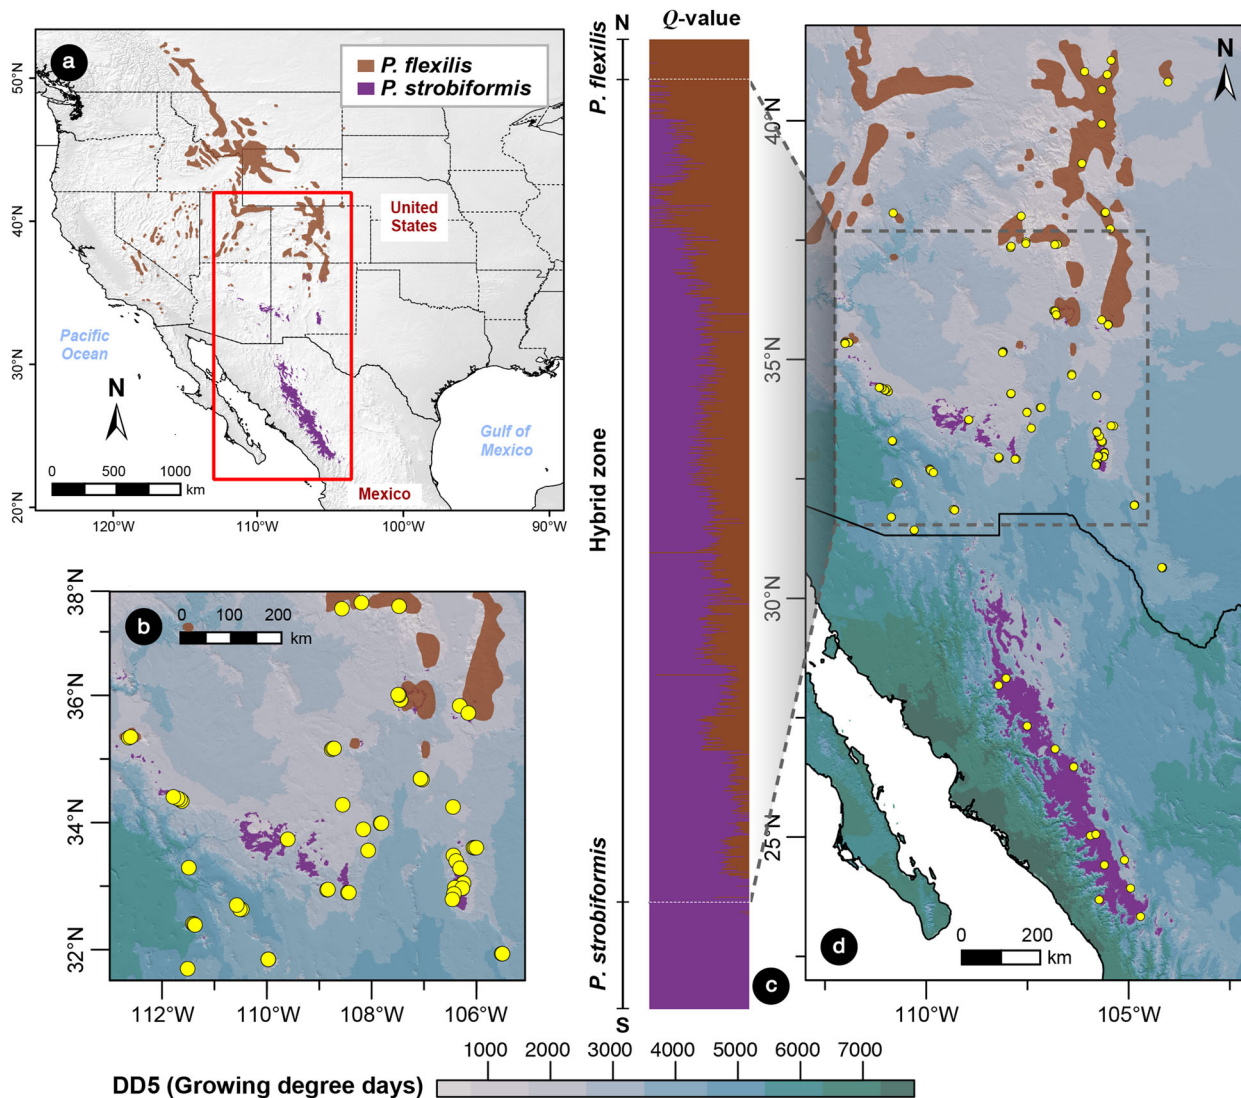 a
P. flexilis
P. strobiformis
50°N
40°N
30°N
20°N
120°W
110°W
100°W
90°W
United
States
Pacific
Ocean
Gulf of
Mexico
Mexico
N
0 500 1000
km
b
0 100 200
km
38°N
36°N
34°N
32°N
112°W
110°W
108°W
106°W
N
Q-value
P. flexilis
Hybrid zone
P. strobiformis
S
c
N
40°N
35°N
30°N
25°N
110°W
105°W
d
0 200
km
DD5 (Growing degree days)
1000 2000 3000 4000 5000 6000 7000